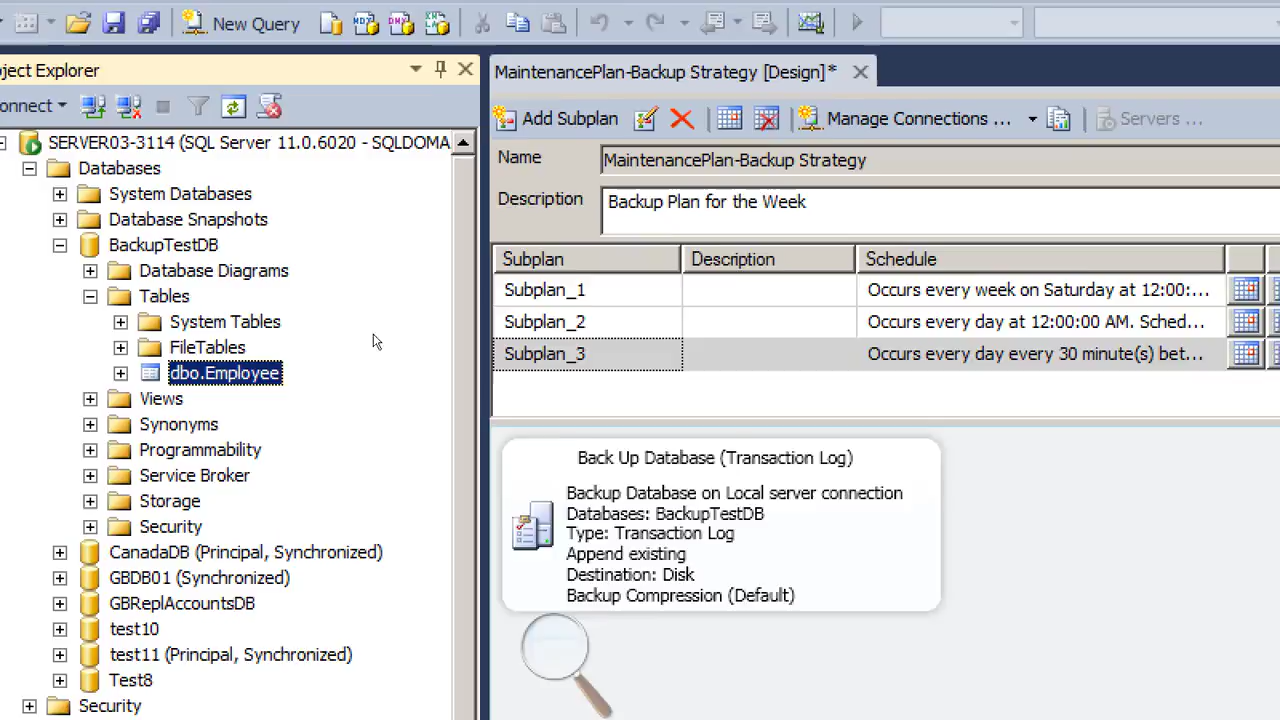 New Query
ject Explorer
MaintenancePlan-Backup Strategy [Design]*
onnect
Add Subplan
Manage Connections ...
Servers ...
SERVER03-3114 (SQL Server 11.0.6020 - SQLDOMA
Databases
System Databases
Database Snapshots
BackupTestDB
Database Diagrams
Tables
System Tables
FileTables
dbo.Employee
Views
Synonyms
Programmability
Service Broker
Storage
Security
CanadaDB (Principal, Synchronized)
GBDB01 (Synchronized)
GBReplAccountsDB
test10
test11 (Principal, Synchronized)
Test8
Security
Name
MaintenancePlan-Backup Strategy
Description
Backup Plan for the Week
Subplan Description Schedule
Subplan_1 Occurs every week on Saturday at 12:00:...
Subplan_2 Occurs every day at 12:00:00 AM. Sched...
Subplan_3 Occurs every day every 30 minute(s) bet...
Back Up Database (Transaction Log)
Backup Database on Local server connection
Databases: BackupTestDB
Type: Transaction Log
Append existing
Destination: Disk
Backup Compression (Default)